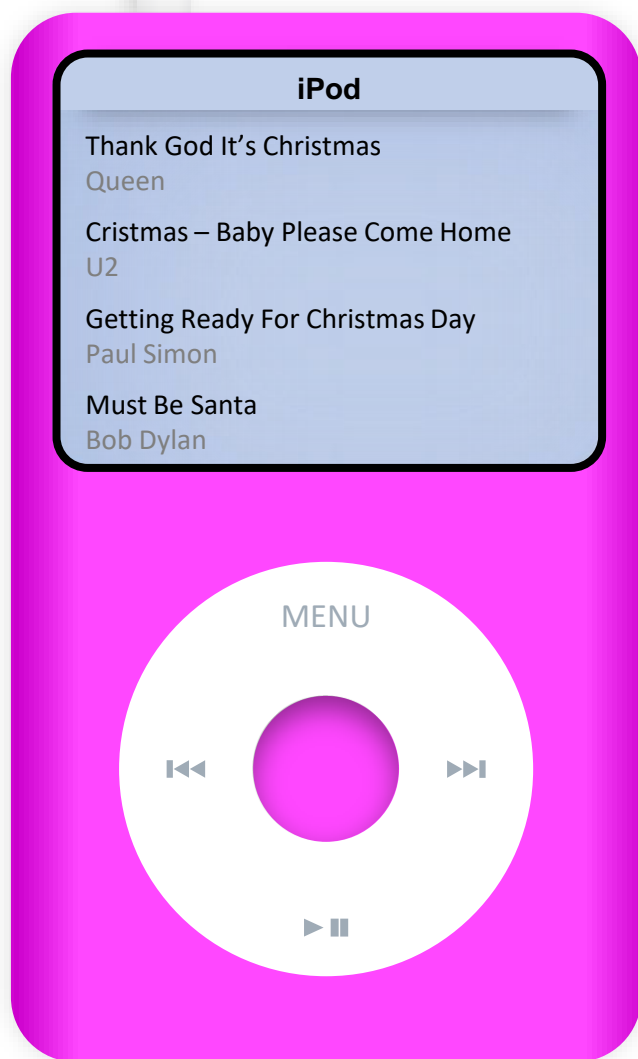 iPod
Thank God It’s Christmas
Queen
Cristmas – Baby Please Come Home
U2
Getting Ready For Christmas Day
Paul Simon
Must Be Santa
Bob Dylan
MENU